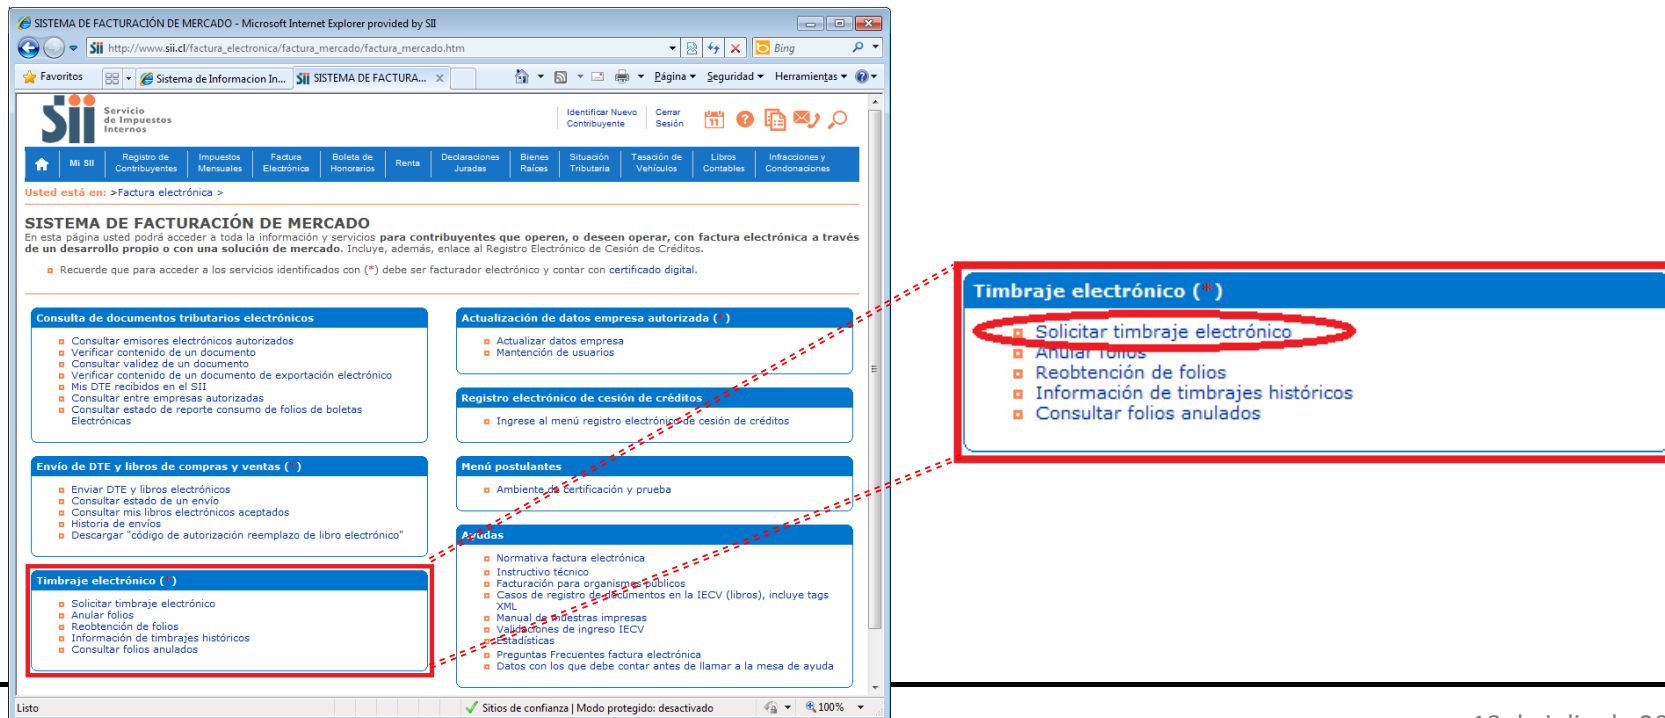 SISTEMA DE FACTURACIÓN DE MERCADO - Microsoft Internet Explorer provided by SII
http://www.sii.cl/factura_electronica/factura_mercado/factura_mercado.htm
Bing
Favoritos
Sistema de Informacion In...
SISTEMA DE FACTURA...
Página
Seguridad
Herramientas
Sii
Servicio
de Impuestos
Internos
Identificar Nuevo
Contribuyente
Cerrar
Sesión
11
Mi SII
Registro de
Contribuyentes
Impuestos
Mensuales
Factura
Electrónica
Boleta de
Honorarios
Renta
Declaraciones
Juradas
Bienes
Raíces
Situación
Tributaria
Tasación de
Vehículos
Libros
Contables
Infracciones y
Condonaciones
Usted está en: >Factura electrónica >
SISTEMA DE FACTURACIÓN DE MERCADO
En esta página usted podrá acceder a toda la información y servicios para contribuyentes que operen, o deseen operar, con factura electrónica a través
de un desarrollo propio o con una solución de mercado. Incluye, además, enlace al Registro Electrónico de Cesión de Créditos.
Recuerde que para acceder a los servicios identificados con (*) debe ser facturador electrónico y contar con certificado digital.
Consulta de documentos tributarios electrónicos
Consultar emisores electrónicos autorizados
Verificar contenido de un documento
Consultar validez de un documento
Verificar contenido de un documento de exportación electrónico
Mis DTE recibidos en el SII
Consultar entre empresas autorizadas
Consultar estado de reporte consumo de folios de boletas
Electrónicas
Envío de DTE y libros de compras y ventas (*)
Enviar DTE y libros electrónicos
Consultar estado de un envío
Consultar mis libros electrónicos aceptados
Historia de envíos
Descargar "código de autorización reemplazo de libro electrónico"
Timbraje electrónico (*)
Solicitar timbraje electrónico
Anular folios
Reobtención de folios
Información de timbrajes históricos
Consultar folios anulados
Actualización de datos empresa autorizada (*)
Actualizar datos empresa
Mantención de usuarios
Registro electrónico de cesión de créditos
Ingrese al menú registro electrónico de cesión de créditos
Menú postulantes
Ambiente de certificación y prueba
Ayudas
Normativa factura electrónica
Instructivo técnico
Facturación para organismos públicos
Casos de registro de documentos en la IECV (libros), incluye tags
XML
Manual de muestras impresas
Validaciones de ingreso IECV
Estadísticas
Preguntas Frecuentes factura electrónica
Datos con los que debe contar antes de llamar a la mesa de ayuda
Listo
Sitios de confianza | Modo protegido: desactivado
100%
Timbraje electrónico (*)
Solicitar timbraje electrónico
Anular folios
Reobtención de folios
Información de timbrajes históricos
Consultar folios anulados